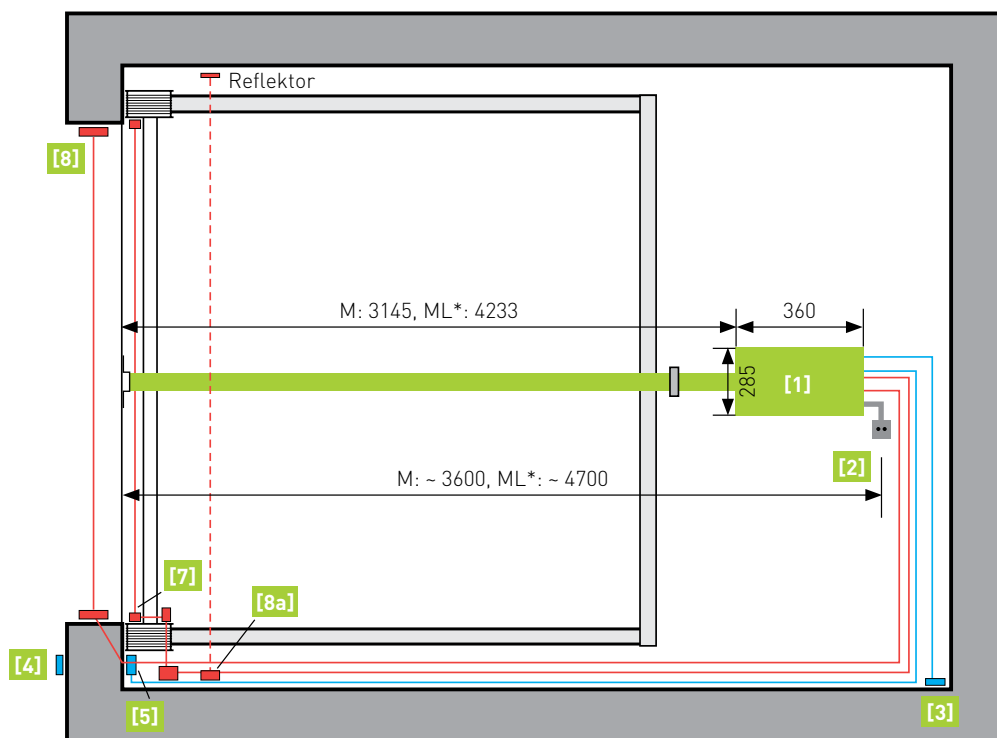 Reflektor
[8]
M: 3145, ML*: 4233
360
285
[1]
[2]
M: ~ 3600, ML*: ~ 4700
[7]
[8a]
[4]
[5]
[3]